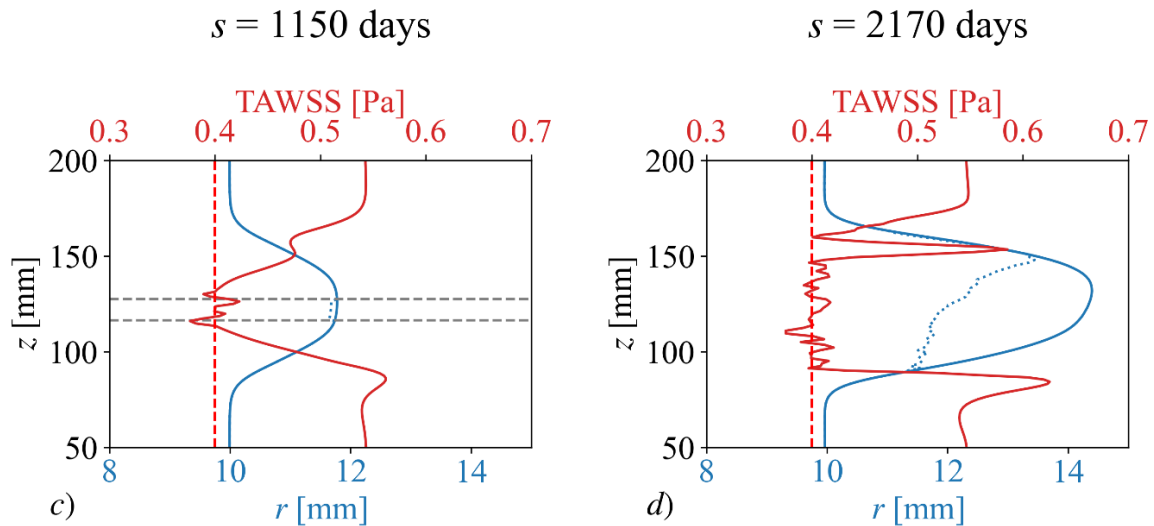 s = 1150 days
s = 2170 days
TAWSS [Pa]
TAWSS [Pa]
0.3 0.4 0.5 0.6 0.7
0.3 0.4 0.5 0.6 0.7
200
150
100
50
z [mm]
200
150
100
50
z [mm]
8 10 12 14
8 10 12 14
c)
r [mm]
d)
r [mm]